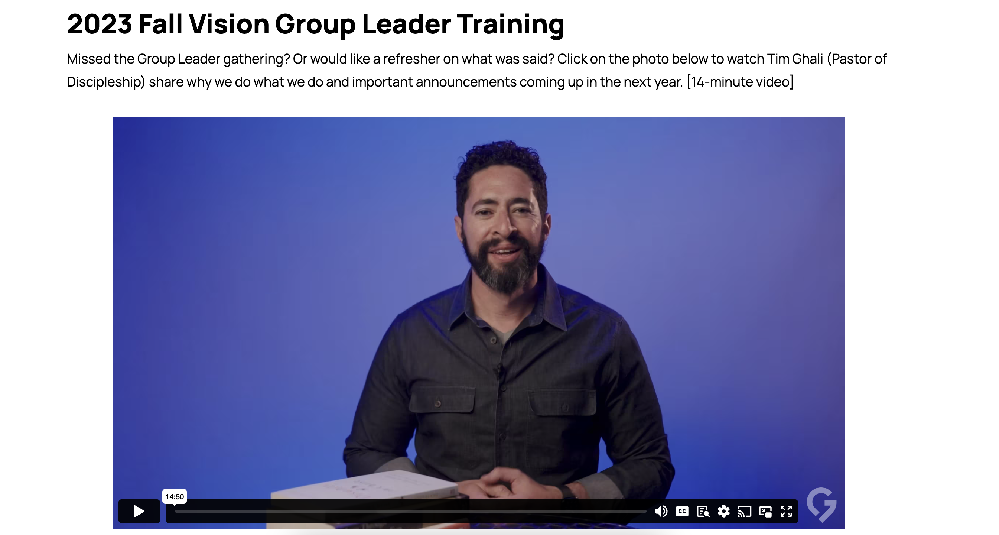 2023 Fall Vision Group Leader Training
Missed the Group Leader gathering? Or would like a refresher on what was said? Click on the photo below to watch Tim Ghali (Pastor of
Discipleship) share why we do what we do and important announcements coming up in the next year. [14-minute video]
14:50
CC